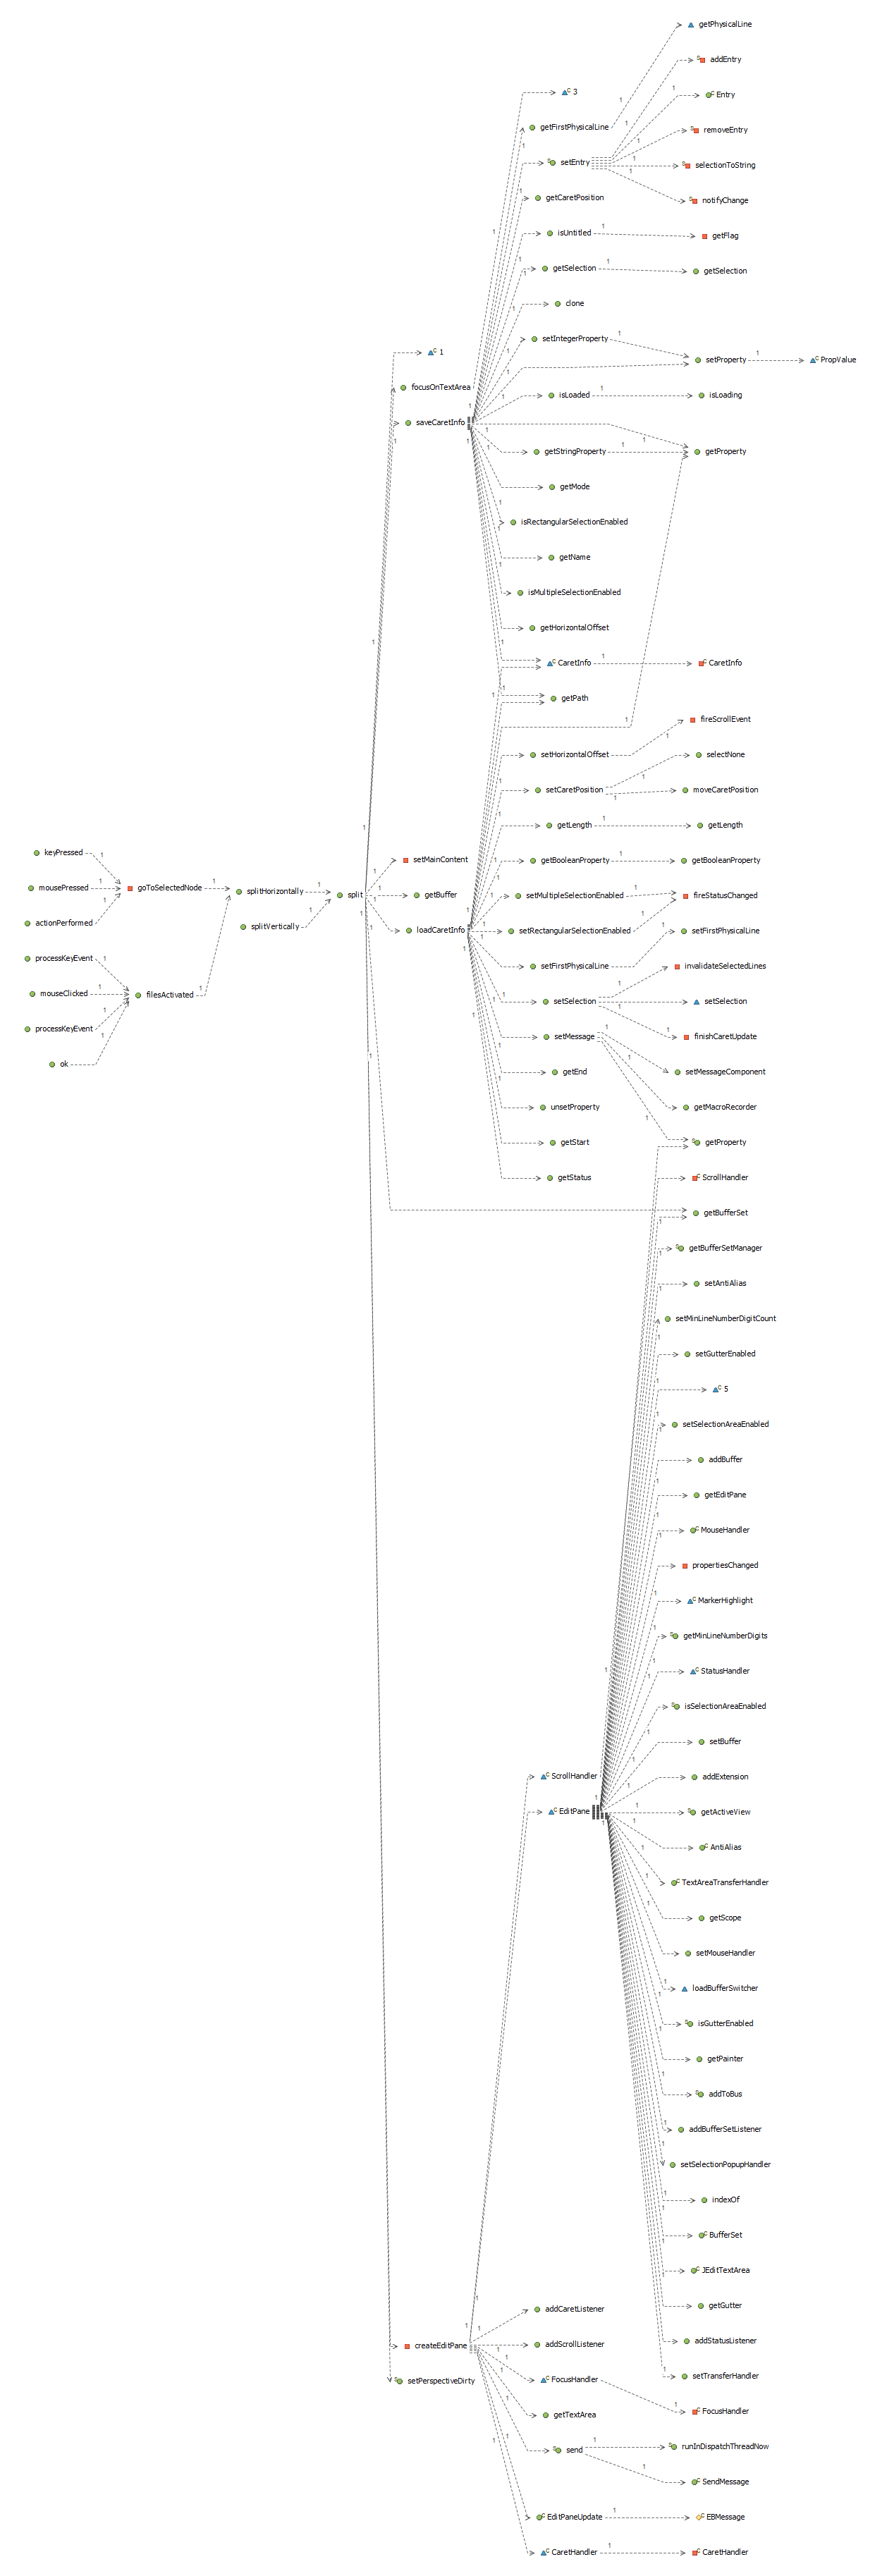 getPhysicalLine
addEntry
3
Entry
getFirstPhysicalLine
removeEntry
setEntry
selectionToString
getCaretPosition
notifyChange
isUntitled
getFlag
getSelection
getSelection
clone
setIntegerProperty
1
setProperty
PropValue
focusOnTextArea
isLoaded
isLoading
saveCaretInfo
getStringProperty
getProperty
getMode
isRectangularSelectionEnabled
getName
isMultipleSelectionEnabled
getHorizontalOffset
CaretInfo
CaretInfo
getPath
fireScrollEvent
setHorizontalOffset
selectNone
setCaretPosition
moveCaretPosition
getLength
getLength
keyPressed
setMainContent
getBooleanProperty
getBooleanProperty
mousePressed
goToSelectedNode
splitHorizontally
split
getBuffer
setMultipleSelectionEnabled
fireStatusChanged
actionPerformed
splitVertically
loadCaretInfo
setRectangularSelectionEnabled
setFirstPhysicalLine
processKeyEvent
setFirstPhysicalLine
invalidateSelectedLines
mouseClicked
filesActivated
setSelection
setSelection
processKeyEvent
setMessage
finishCaretUpdate
ok
getEnd
setMessageComponent
unsetProperty
getMacroRecorder
getStart
getProperty
getStatus
ScrollHandler
getBufferSet
getBufferSetManager
setAntiAlias
setMinLineNumberDigitCount
setGutterEnabled
5
setSelectionAreaEnabled
addBuffer
getEditPane
MouseHandler
propertiesChanged
MarkerHighlight
getMinLineNumberDigits
StatusHandler
isSelectionAreaEnabled
setBuffer
ScrollHandler
addExtension
EditPane
getActiveView
AntiAlias
TextAreaTransferHandler
getScope
setMouseHandler
loadBufferSwitcher
isGutterEnabled
getPainter
addToBus
addBufferSetListener
setSelectionPopupHandler
indexOf
BufferSet
JEditTextArea
addCaretListener
getGutter
createEditPane
addScrollListener
addStatusListener
setPerspectiveDirty
FocusHandler
setTransferHandler
getTextArea
FocusHandler
send
runInDispatchThreadNow
SendMessage
EditPaneUpdate
EBMessage
CaretHandler
CaretHandler